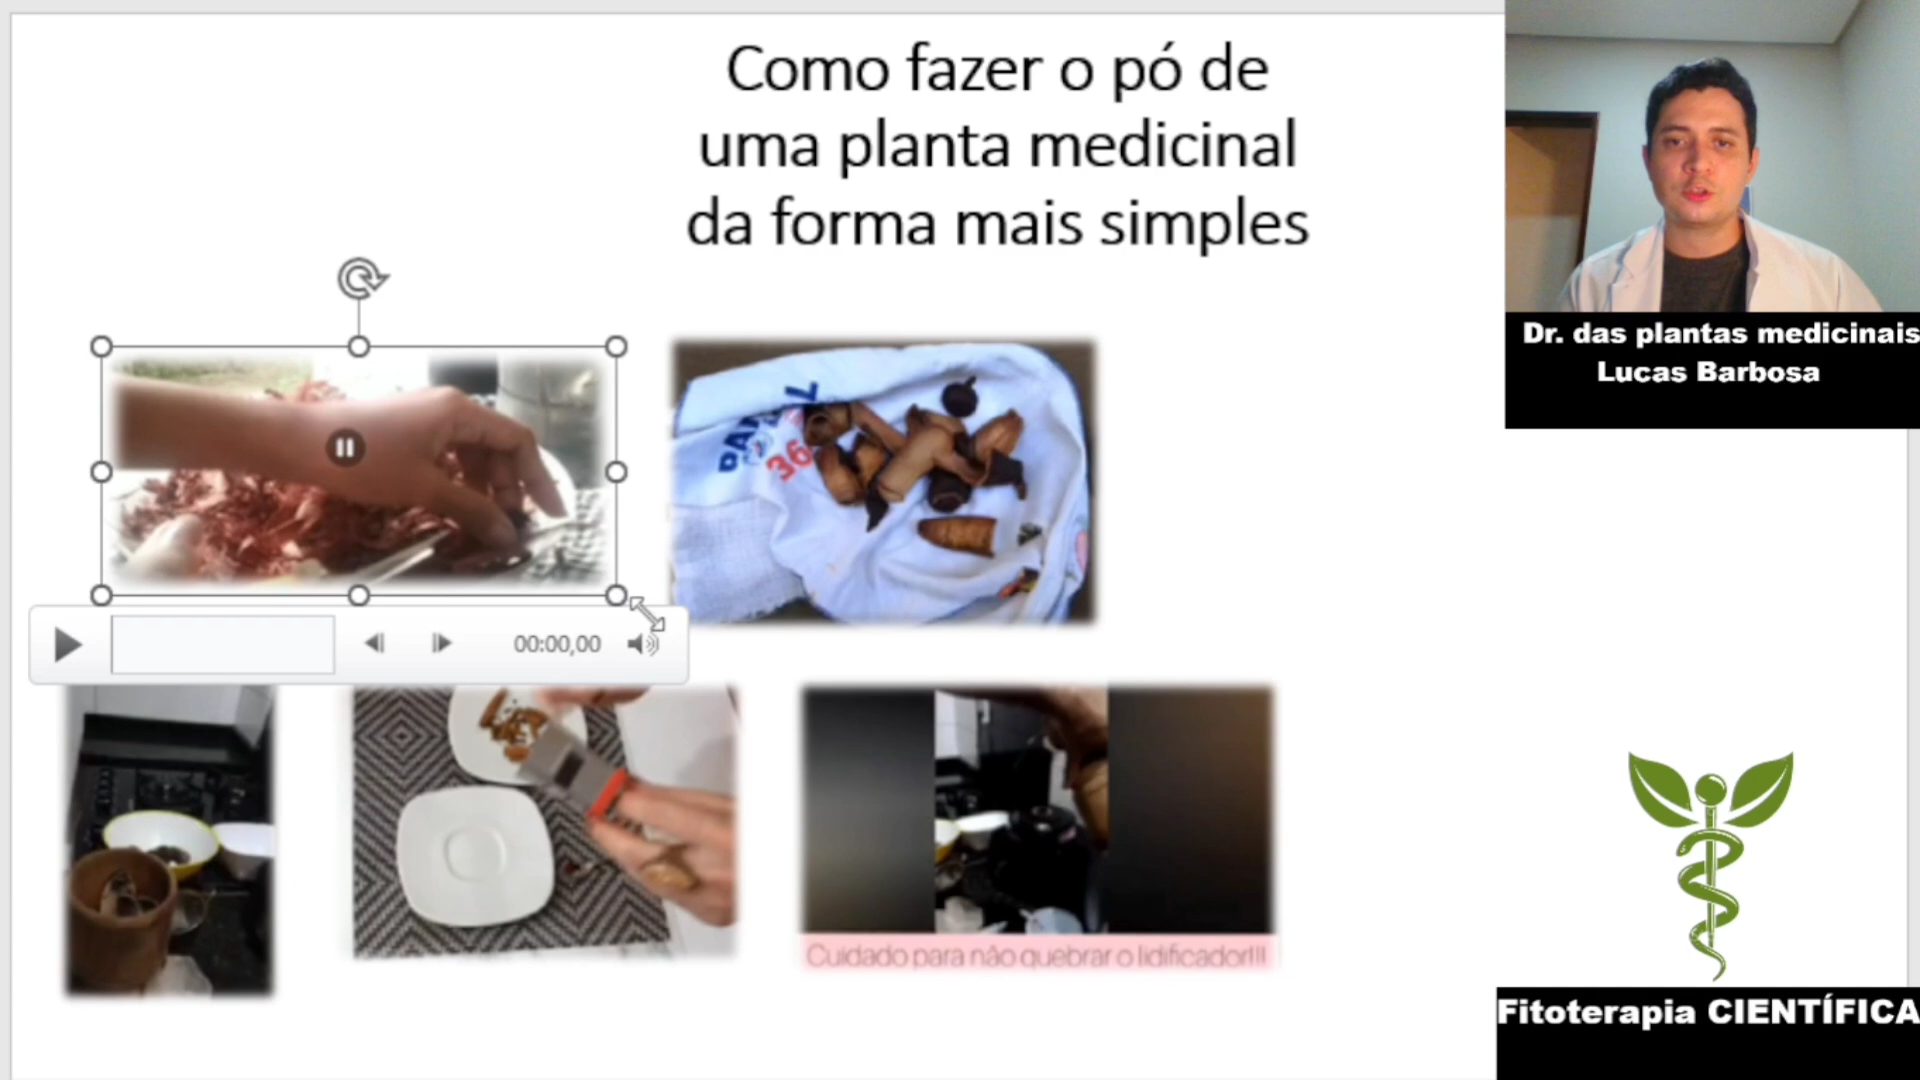 Como fazer o pó de
uma planta medicinal
da forma mais simples
Dr. das plantas medicinais
Lucas Barbosa
36
00:00,00
Cuidado para não quebrar o lidificador!!!
Fitoterapia CIENTÍFICA